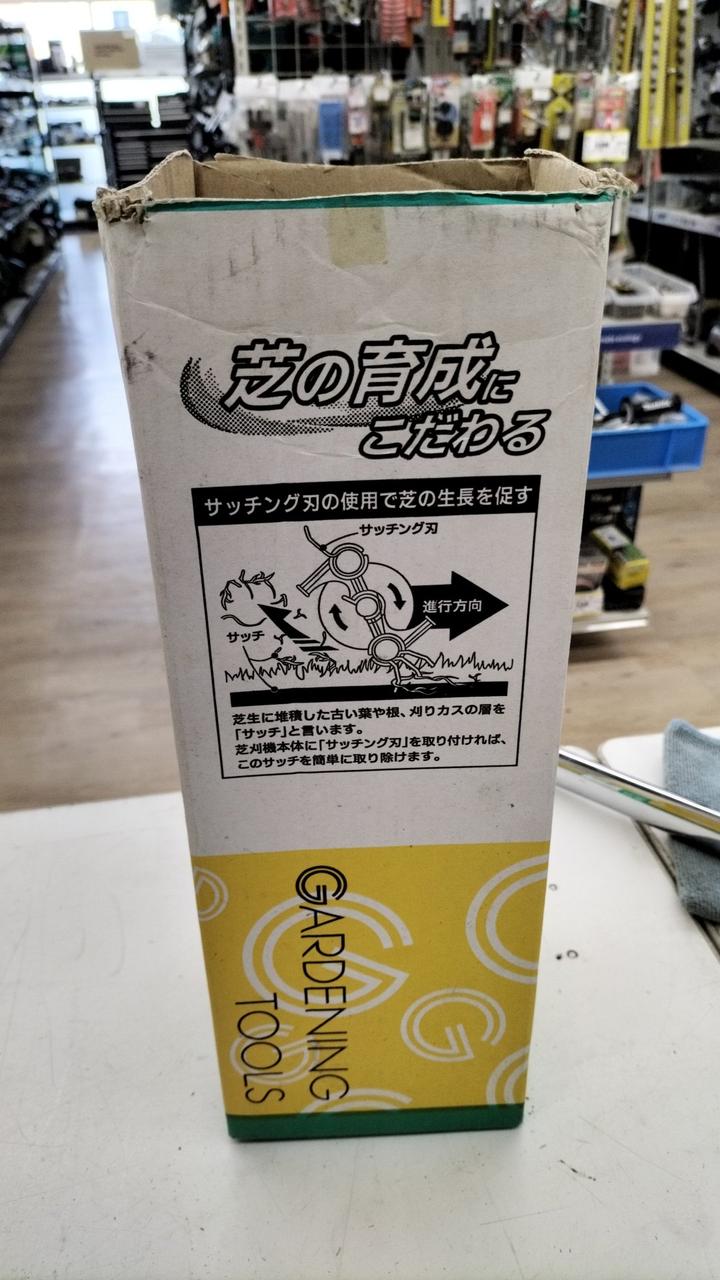 芝の育成に
こだわる
サッチング刃の使用で芝の生長を促す
サッチング刃
進行方向
サッチ
芝生に堆積した古い葉や根、刈りカスの層を
「サッチ」と言います。
芝刈機本体に「サッチング刃」を取り付ければ、
このサッチを簡単に取り除けます。
GARDENING
TOOLS